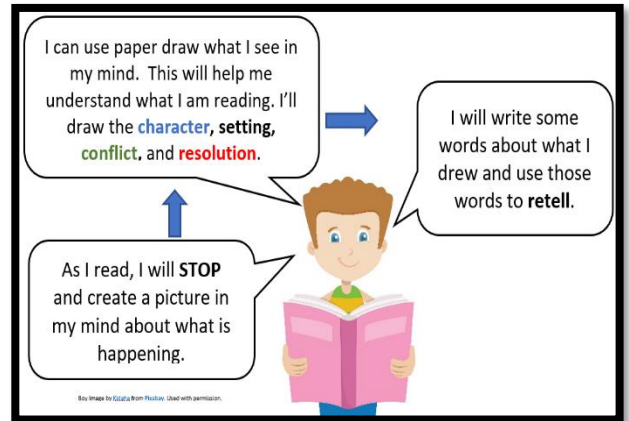 I can use paper draw what I see in
my mind.  This will help me
understand what I am reading. I'll
draw the character, setting,
conflict, and resolution.
I will write some
words about what I
drew and use those
words to retell.
As I read, I will STOP
and create a picture in
my mind about what is
happening.
Boy Image by Katuha from Pixabay. Used with permission.